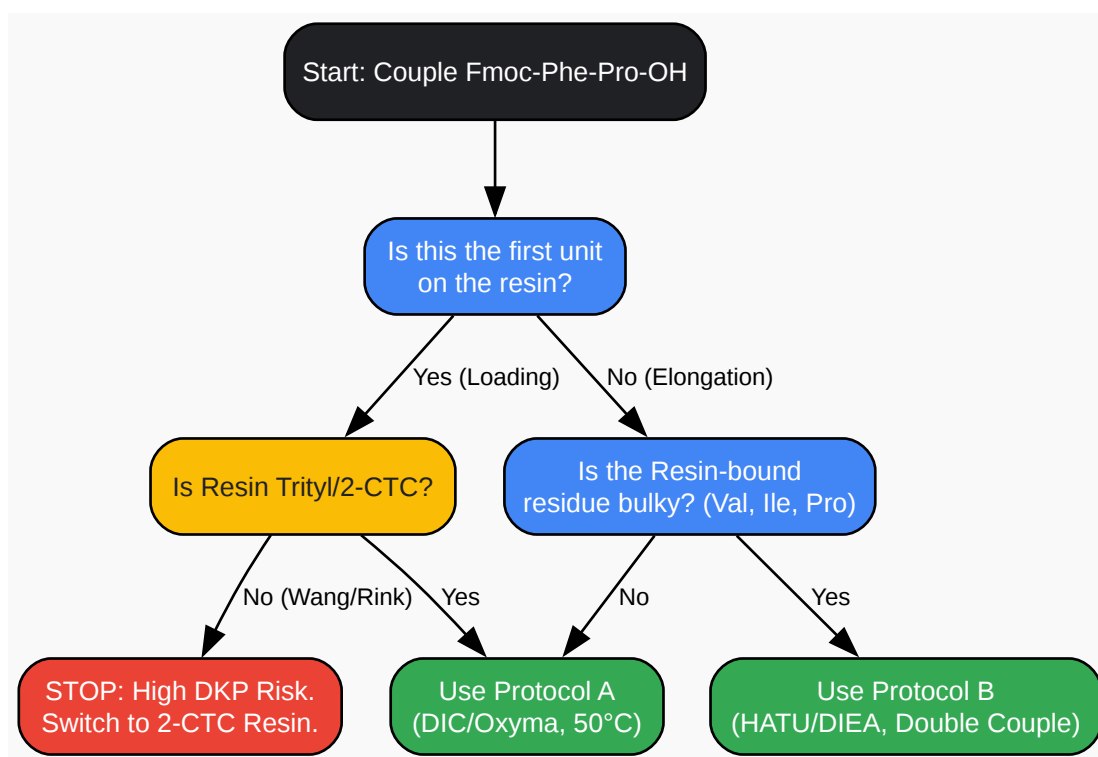 Start: Couple Fmoc-Phe-Pro-OH
Is this the first unit
on the resin?
Yes (Loading)
No (Elongation)
Is Resin Trityl/2-CTC?
Is the Resin-bound
residue bulky? (Val, Ile, Pro)
No (Wang/Rink)
Yes
No
Yes
STOP: High DKP Risk.
Switch to 2-CTC Resin.
Use Protocol A
(DIC/Oxyma, 50°C)
Use Protocol B
(HATU/DIEA, Double Couple)